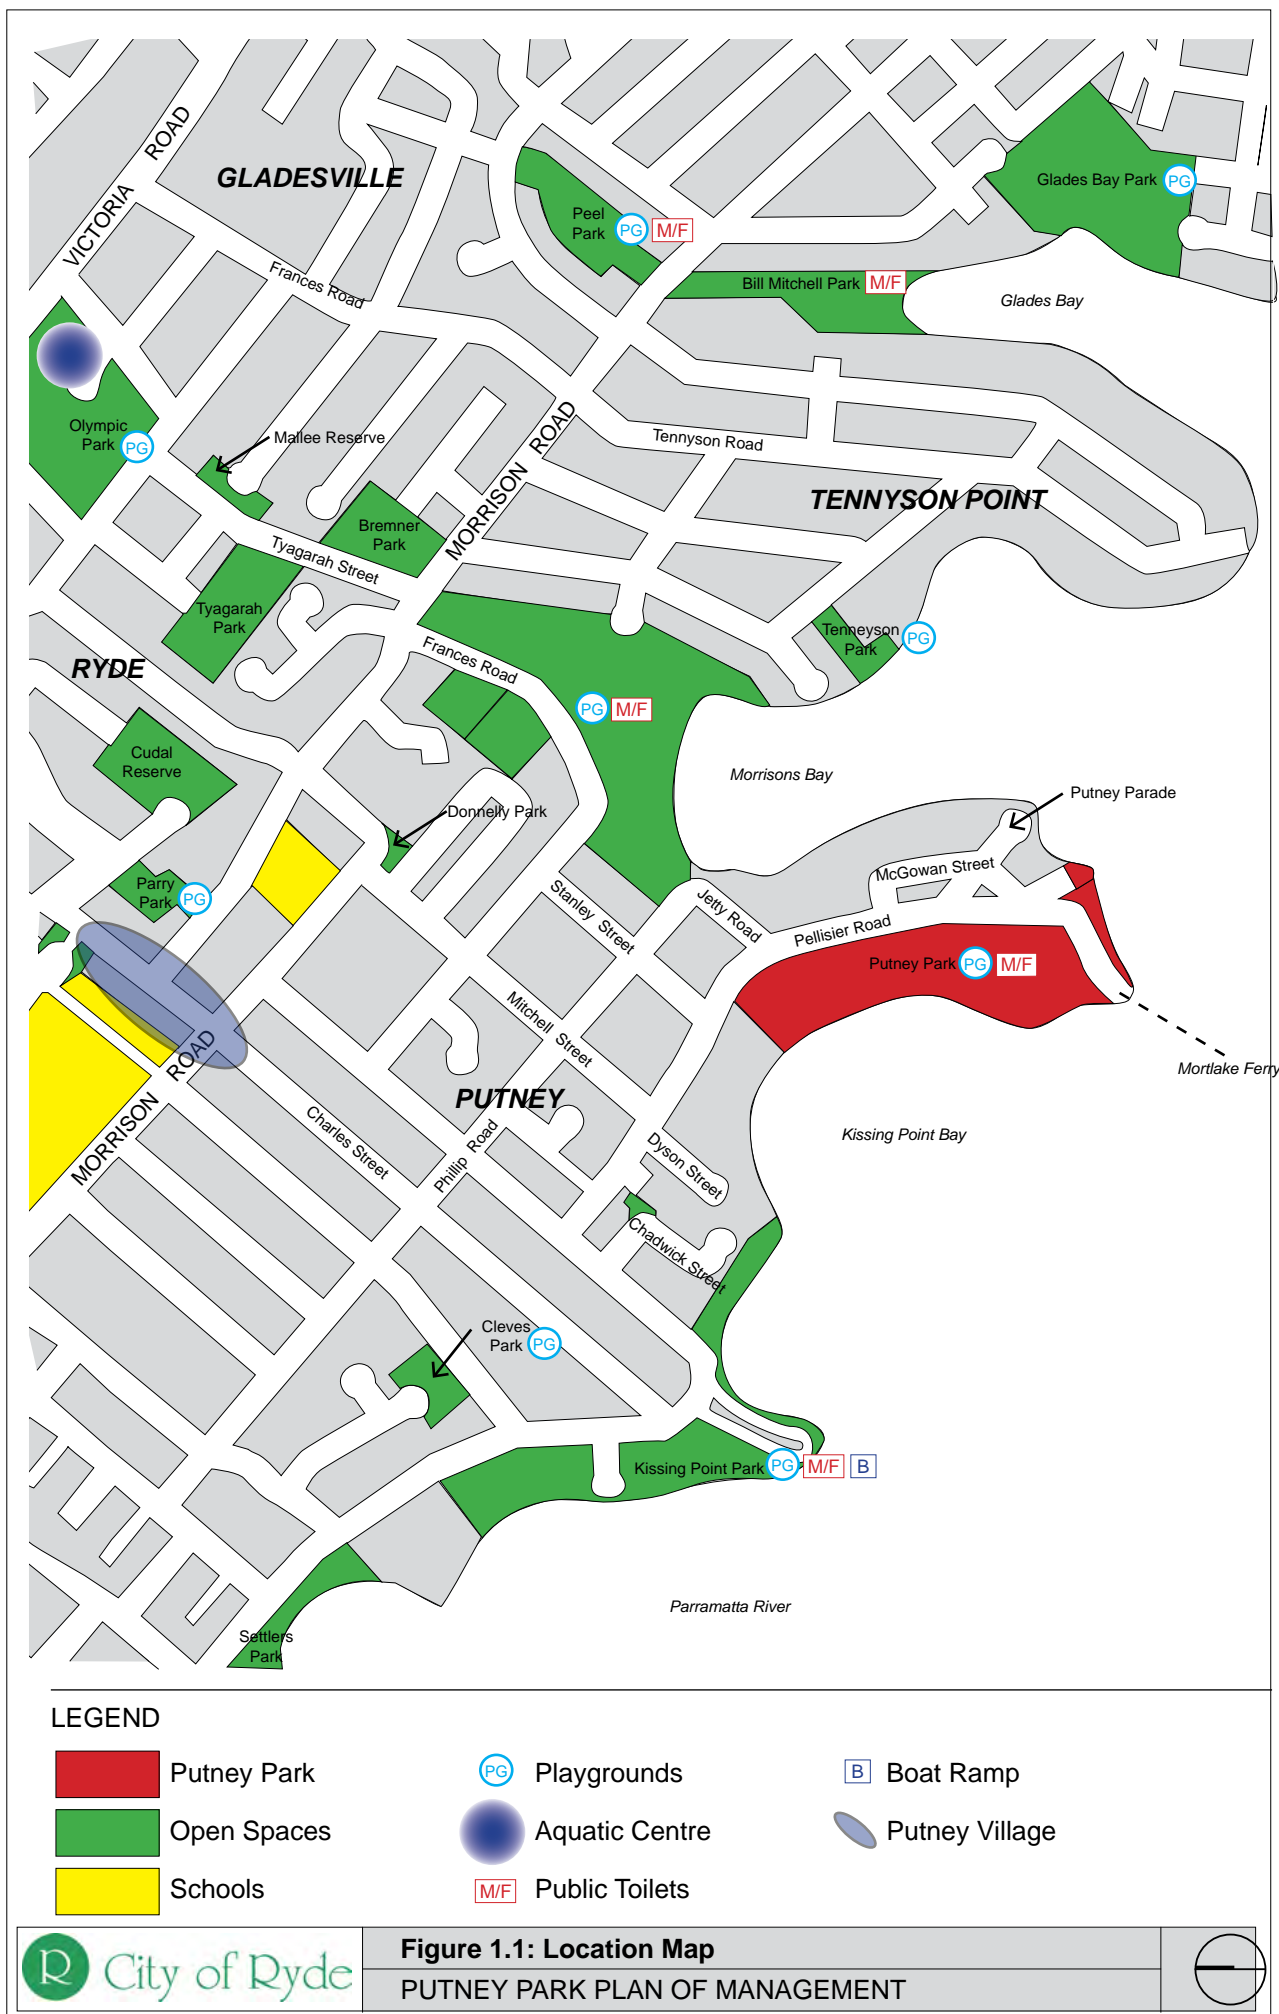 VICTORIA ROAD
GLADESVILLE
Glades Bay Park PG
Peel
Park PG M/F
Frances Road
Bill Mitchell Park M/F
Glades Bay
Olympic
Park PG
Mallee Reserve
MORRISON ROAD
Tennyson Road
TENNYSON POINT
Bremner
Park
Tyagarah Street
Tyagarah
Park
Tenneyson
Park PG
RYDE
Frances Road
PG M/F
Cudal
Reserve
Morrisons Bay
Putney Parade
Donnelly Park
McGowan Street
Parry
Park PG
Stanley Street
Jetty Road
Pellisier Road
Putney Park PG M/F
Mitchell Street
MORRISON ROAD
Mortlake Ferry
PUTNEY
Kissing Point Bay
Charles Street
Phillip Road
Dyson Street
Chadwick Street
Cleves
Park PG
Kissing Point Park PG M/F B
Parramatta River
Settlers
Park
LEGEND
Putney Park
PG Playgrounds
B Boat Ramp
Open Spaces
Aquatic Centre
Putney Village
Schools
M/F Public Toilets
R City of Ryde
Figure 1.1: Location Map
PUTNEY PARK PLAN OF MANAGEMENT